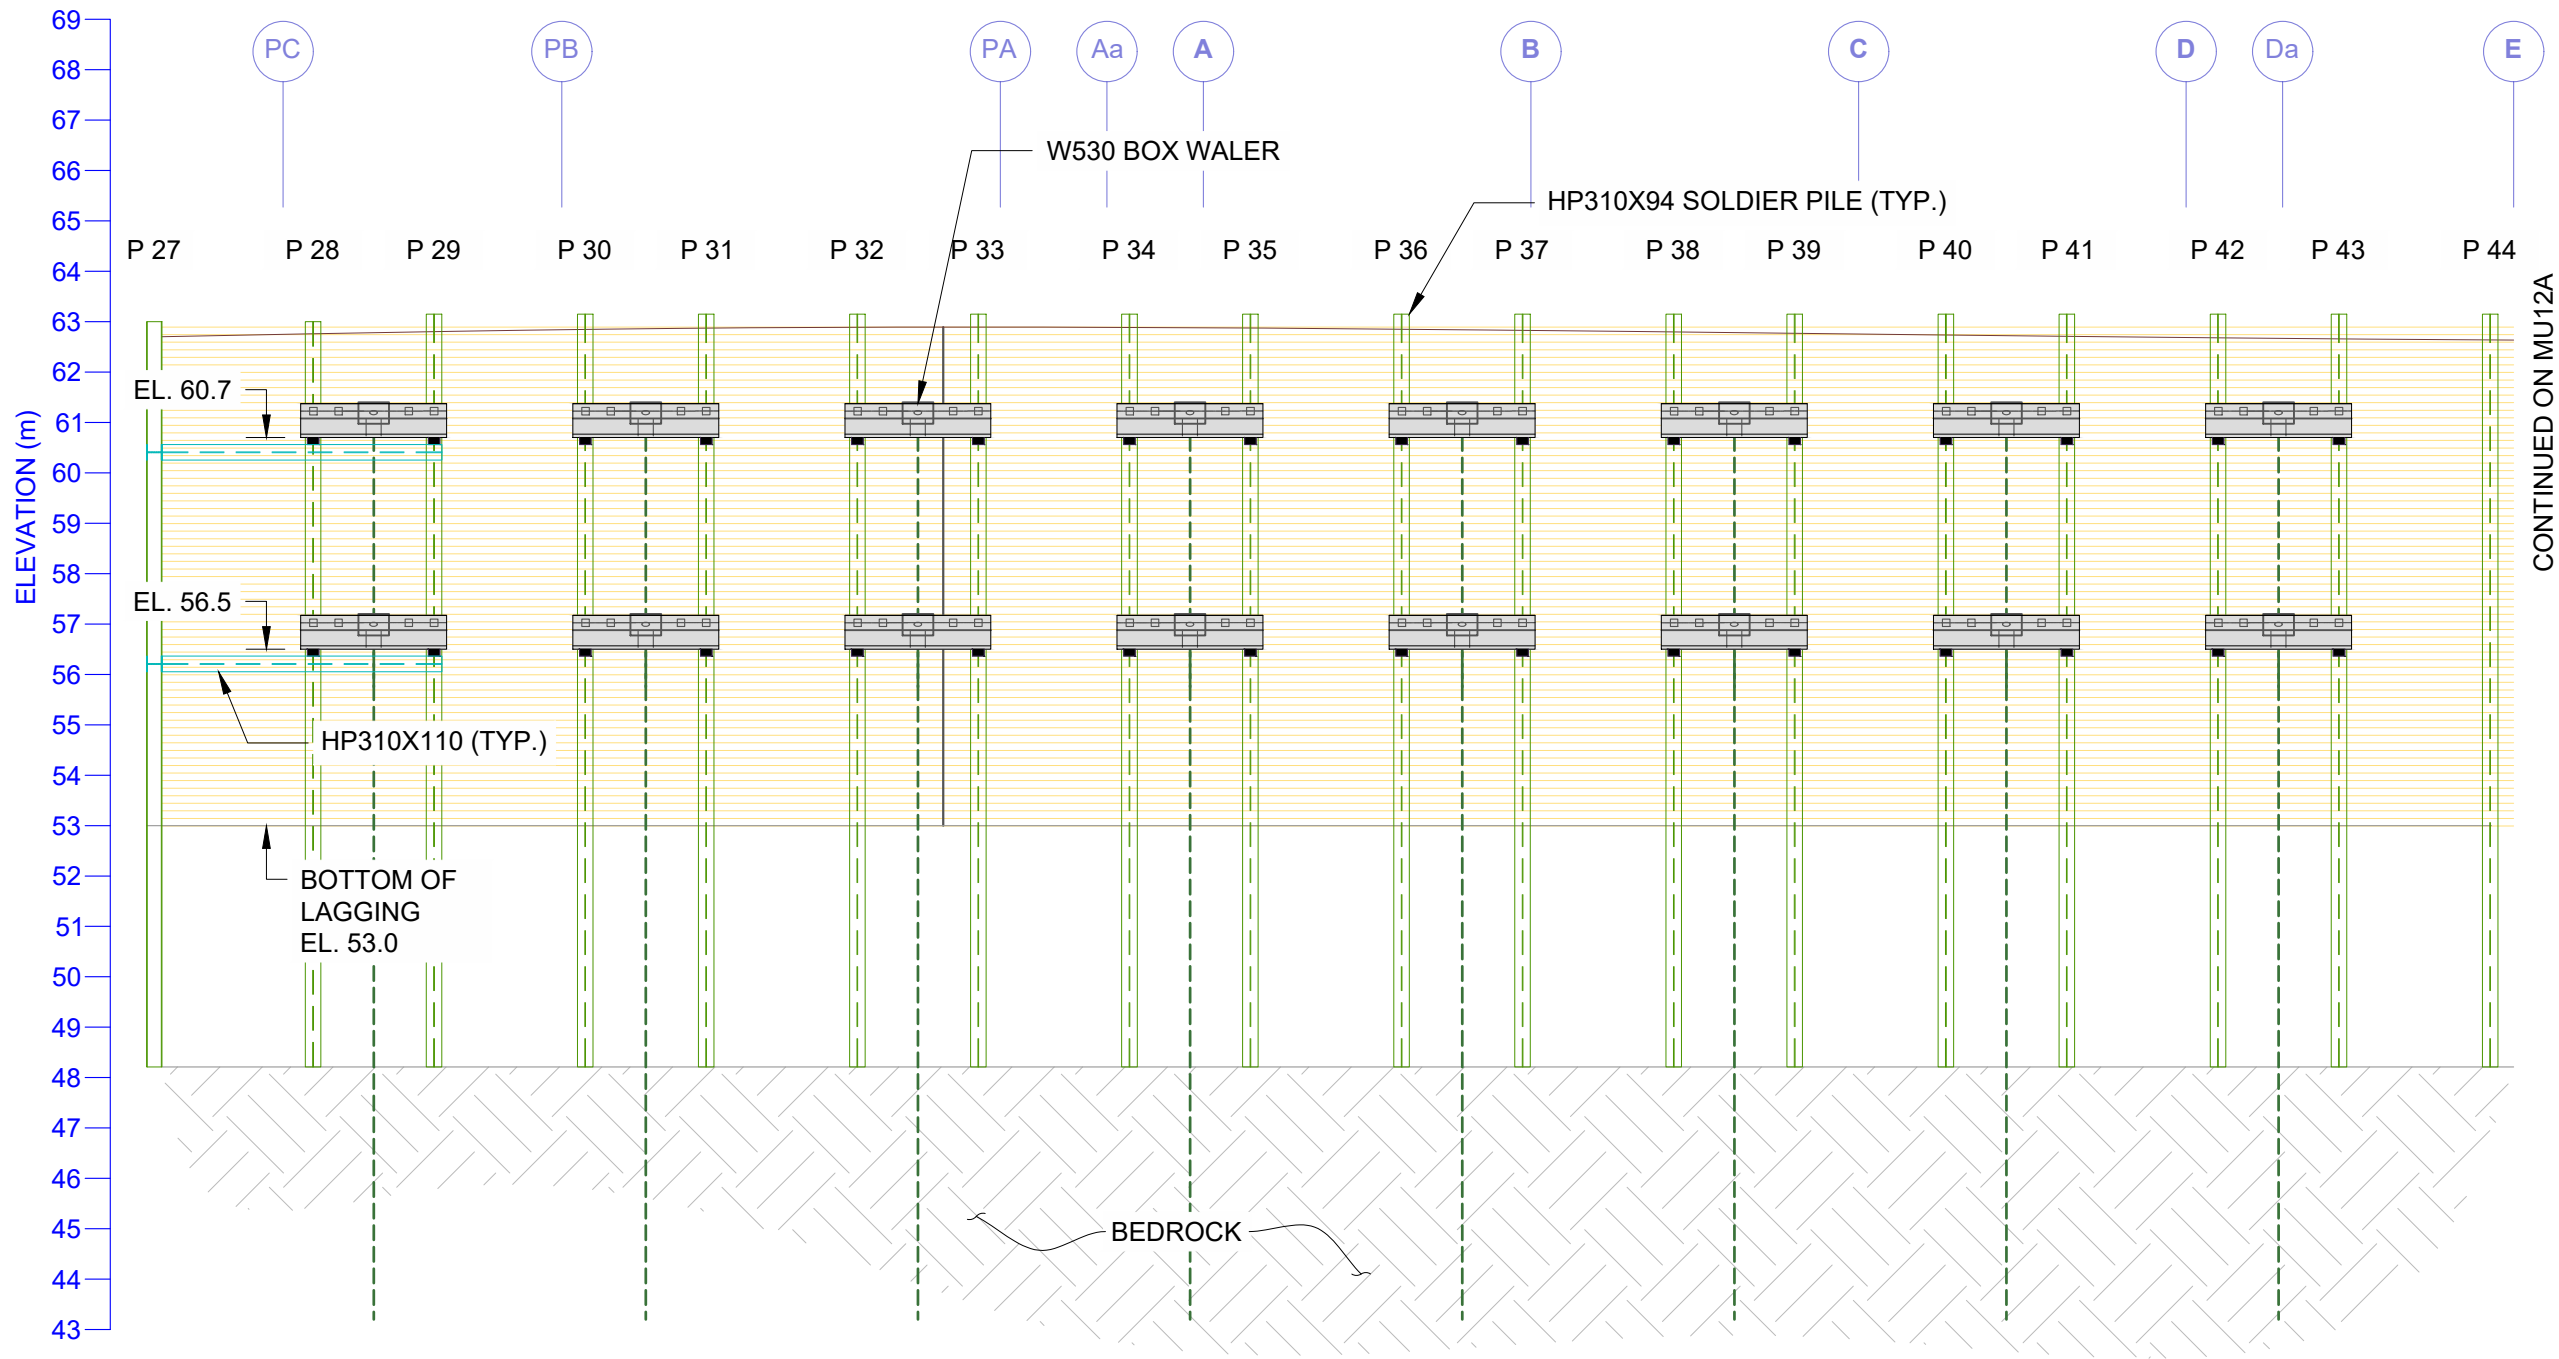 PC PB PA Aa A B C D Da E
W530 BOX WALER
HP310X94 SOLDIER PILE (TYP.)
P 27 P 28 P 29 P 30 P 31 P 32 P 33 P 34 P 35 P 36 P 37 P 38 P 39 P 40 P 41 P 42 P 43 P 44
EL. 60.7
EL. 56.5
HP310X110 (TYP.)
BOTTOM OF
LAGGING
EL. 53.0
BEDROCK
CONTINUED ON MU12A
ELEVATION (m)
69
68
67
66
65
64
63
62
61
60
59
58
57
56
55
54
53
52
51
50
49
48
47
46
45
44
43